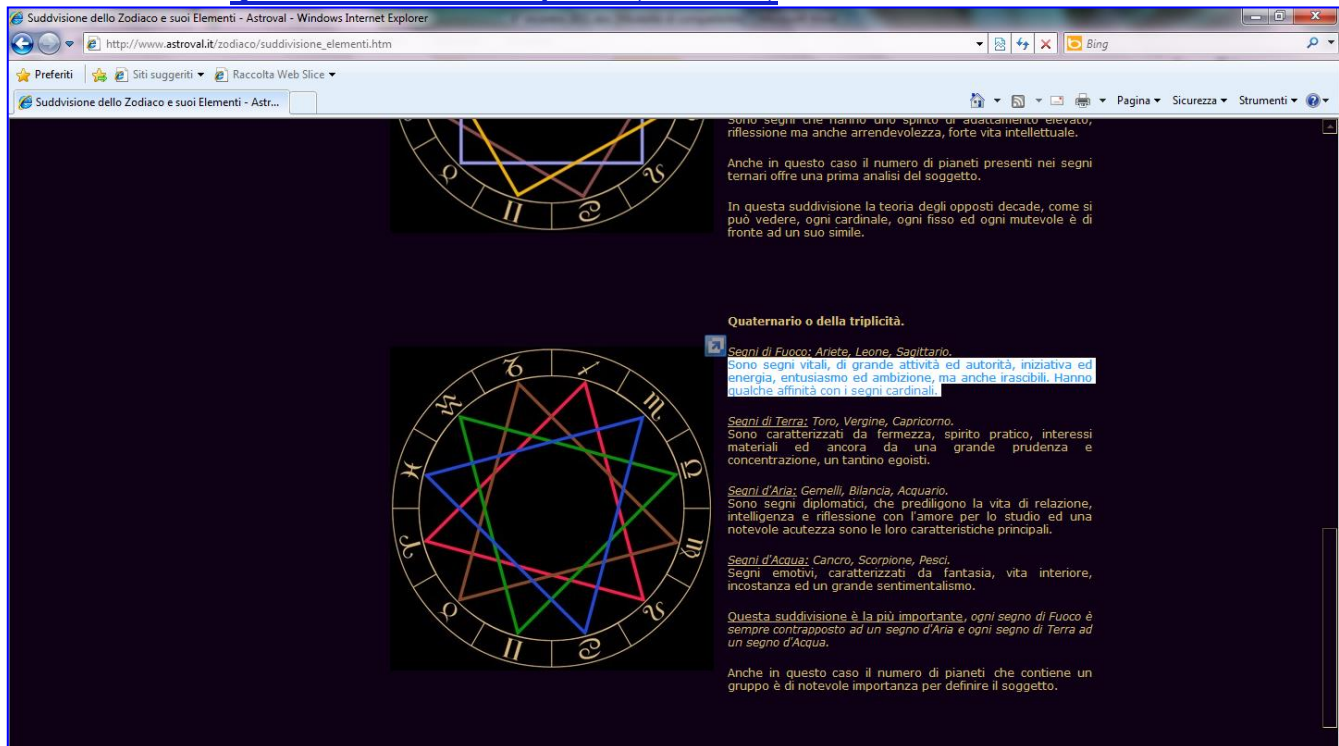 Suddvisione dello Zodiaco e suoi Elementi - Astroval - Windows Internet Explorer
http://www.astroval.it/zodiaco/suddivisione_elementi.htm
Bing
Preferiti
Siti suggeriti
Raccolta Web Slice
Suddvisione dello Zodiaco e suoi Elementi - Astr...
Pagina
Sicurezza
Strumenti
Sono segni che hanno uno spirito di adattamento elevato,
riflessione ma anche arrendevolezza, forte vita intellettuale.
Anche in questo caso il numero di pianeti presenti nei segni
ternari offre una prima analisi del soggetto.
In questa suddivisione la teoria degli opposti decade, come si
può vedere, ogni cardinale, ogni fisso ed ogni mutevole è di
fronte ad un suo simile.
Quaternario o della triplicità.
Segni di Fuoco: Ariete, Leone, Sagittario.
Sono segni vitali, di grande attività ed autorità, iniziativa ed
energia, entusiasmo ed ambizione, ma anche irascibili. Hanno
qualche affinità con i segni cardinali.
Segni di Terra: Toro, Vergine, Capricorno.
Sono caratterizzati da fermezza, spirito pratico, interessi
materiali ed ancora da una grande prudenza e
concentrazione, un tantino egoisti.
Segni d'Aria: Gemelli, Bilancia, Acquario.
Sono segni diplomatici, che prediligono la vita di relazione,
intelligenza e riflessione con l'amore per lo studio ed una
notevole acutezza sono le loro caratteristiche principali.
Segni d'Acqua: Cancro, Scorpione, Pesci.
Segni emotivi, caratterizzati da fantasia, vita interiore,
incostanza ed un grande sentimentalismo.
Questa suddivisione è la più importante, ogni segno di Fuoco è
sempre contrapposto ad un segno d'Aria e ogni segno di Terra ad
un segno d'Acqua.
Anche in questo caso il numero di pianeti che contiene un
gruppo è di notevole importanza per definire il soggetto.